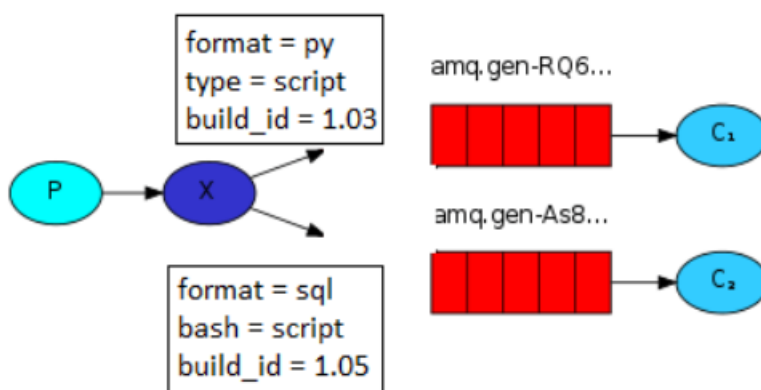 format = py
type = script
build_id = 1.03
amq.gen-RQ6...
C₁
P
X
amq.gen-As8...
C₂
format = sql
bash = script
build_id = 1.05